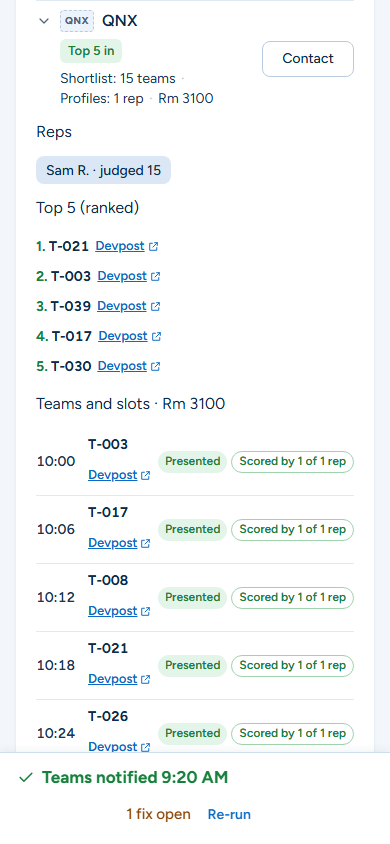 QNX QNX
Top 5 in
Contact
Shortlist: 15 teams ·
Profiles: 1 rep · Rm 3100
Reps
Sam R. · judged 15
Top 5 (ranked)
1. T-021 Devpost
2. T-003 Devpost
3. T-039 Devpost
4. T-017 Devpost
5. T-030 Devpost
Teams and slots · Rm 3100
T-003
10:00 Presented Scored by 1 of 1 rep
Devpost
T-017
10:06 Presented Scored by 1 of 1 rep
Devpost
T-008
10:12 Presented Scored by 1 of 1 rep
Devpost
T-021
10:18 Presented Scored by 1 of 1 rep
Devpost
T-026
10:24 Presented Scored by 1 of 1 rep
Devpost
Teams notified 9:20 AM
1 fix open Re-run